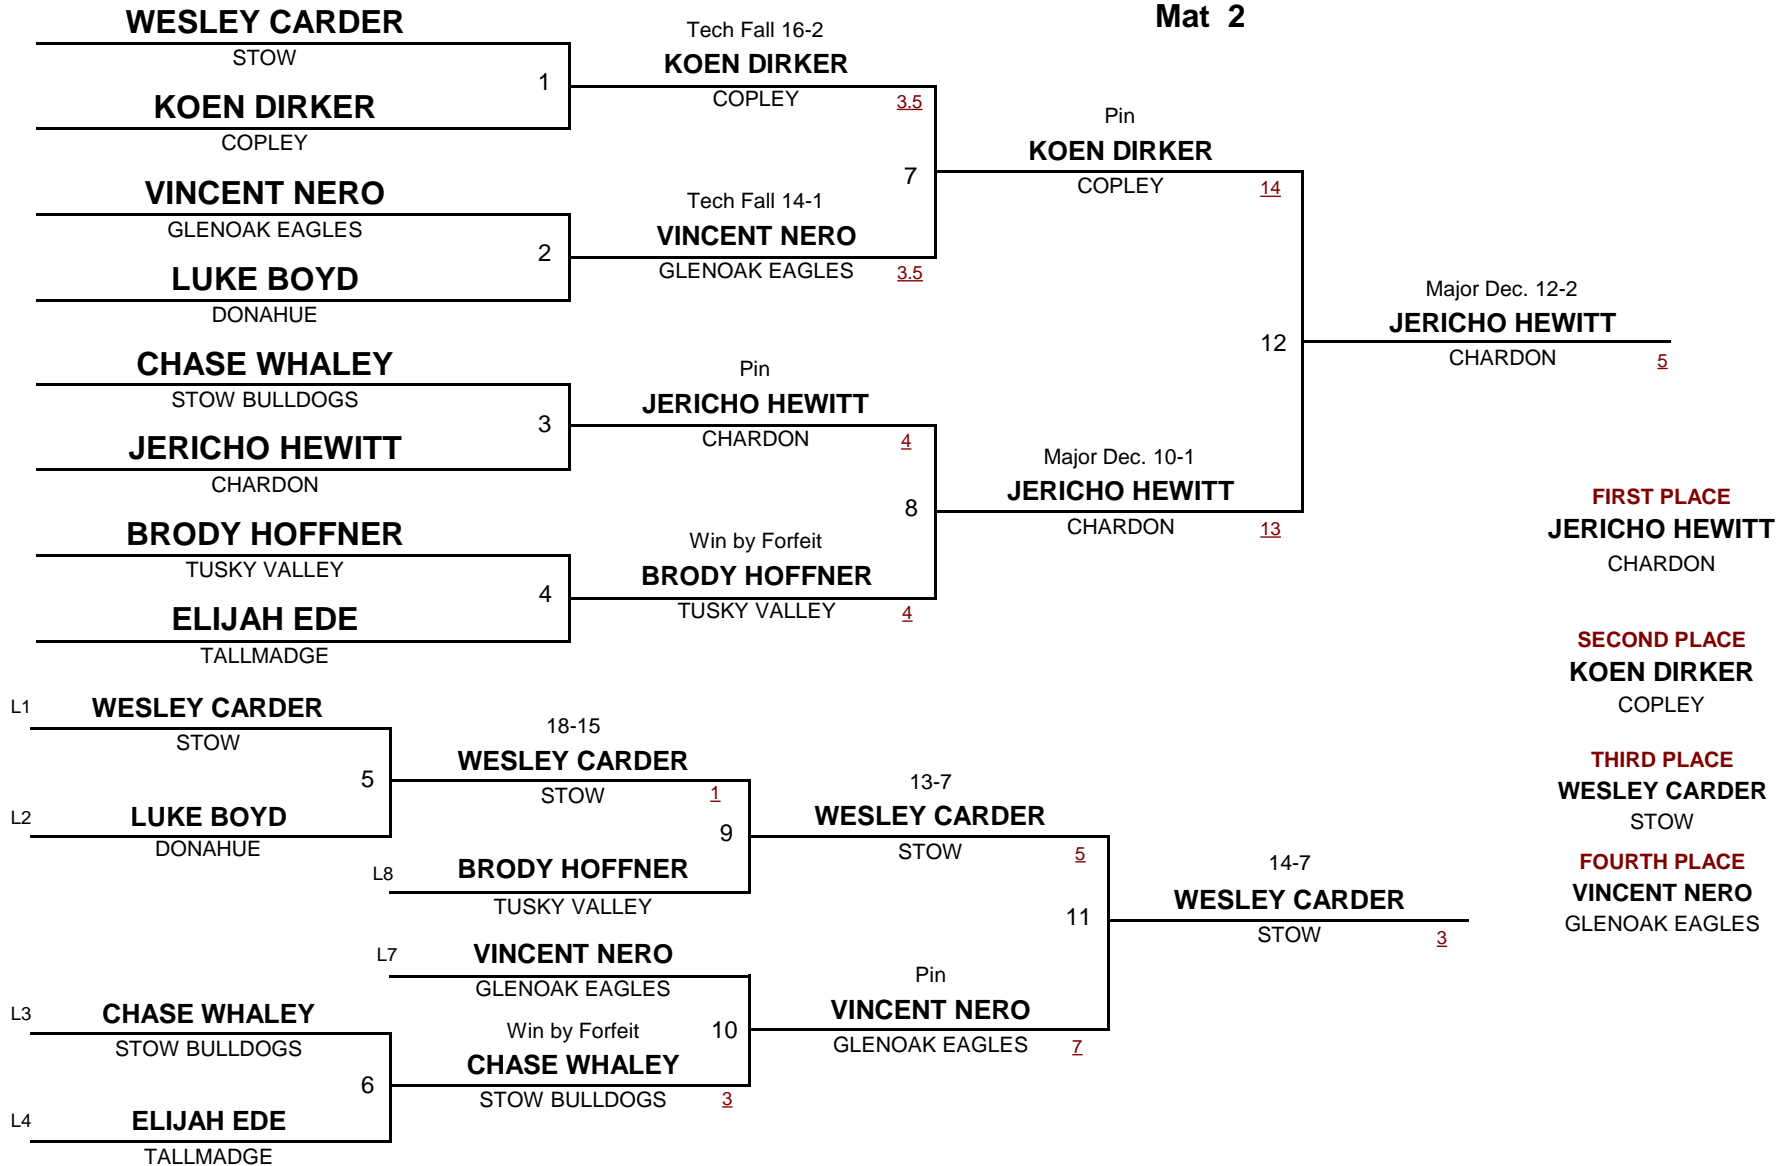 Mat 2
WESLEY CARDER
STOW
1
KOEN DIRKER
COPLEY
VINCENT NERO
GLENOAK EAGLES
2
LUKE BOYD
DONAHUE
CHASE WHALEY
STOW BULLDOGS
3
JERICHO HEWITT
CHARDON
BRODY HOFFNER
TUSKY VALLEY
4
ELIJAH EDE
TALLMADGE
Tech Fall 16-2
KOEN DIRKER
COPLEY 3.5
7
Tech Fall 14-1
VINCENT NERO
GLENOAK EAGLES 3.5
Pin
JERICHO HEWITT
CHARDON 4
8
Win by Forfeit
BRODY HOFFNER
TUSKY VALLEY 4
Pin
KOEN DIRKER
COPLEY 14
12
Major Dec. 10-1
JERICHO HEWITT
CHARDON 13
Major Dec. 12-2
JERICHO HEWITT
CHARDON 5
L1 WESLEY CARDER
STOW
5
L2 LUKE BOYD
DONAHUE
L3 CHASE WHALEY
STOW BULLDOGS
6
L4 ELIJAH EDE
TALLMADGE
18-15
WESLEY CARDER
STOW 1
9
L8 BRODY HOFFNER
TUSKY VALLEY
L7 VINCENT NERO
GLENOAK EAGLES
10
Win by Forfeit
CHASE WHALEY
STOW BULLDOGS 3
13-7
WESLEY CARDER
STOW 5
11
Pin
VINCENT NERO
GLENOAK EAGLES 7
14-7
WESLEY CARDER
STOW 3
FIRST PLACE
JERICHO HEWITT
CHARDON
SECOND PLACE
KOEN DIRKER
COPLEY
THIRD PLACE
WESLEY CARDER
STOW
FOURTH PLACE
VINCENT NERO
GLENOAK EAGLES